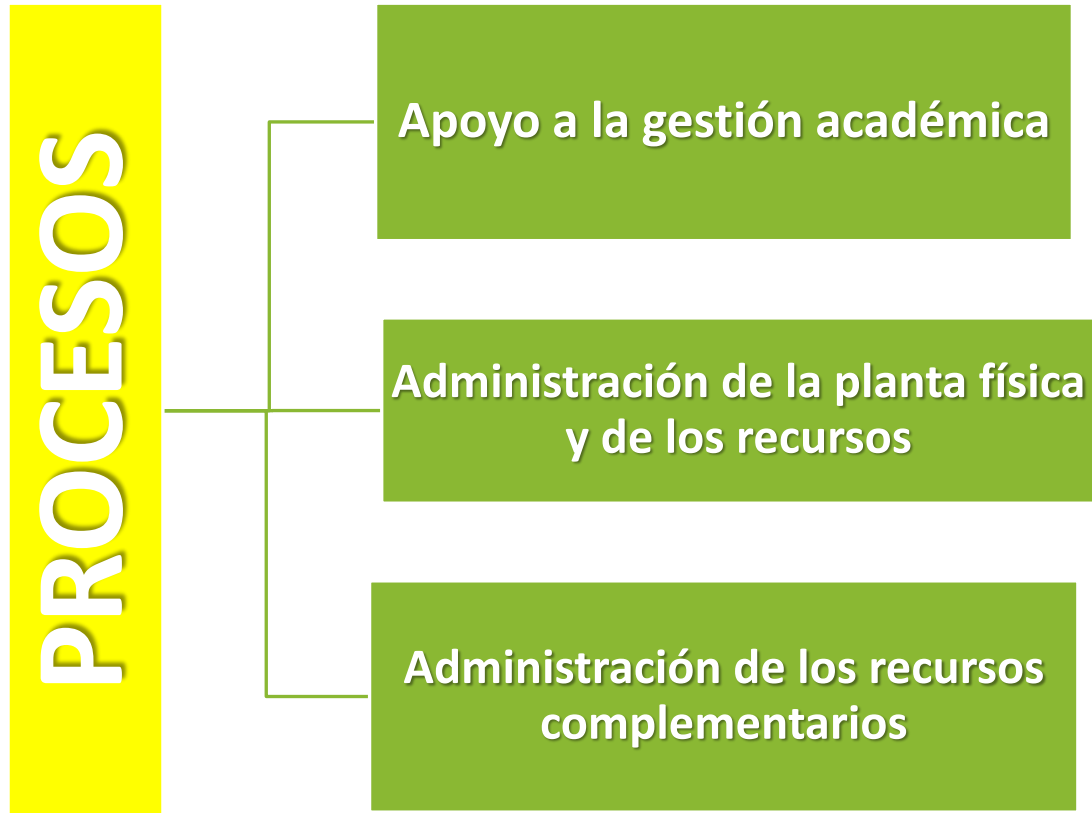 PROCESOS
Apoyo a la gestión académica
Administración de la planta física
y de los recursos
Administración de los recursos
complementarios